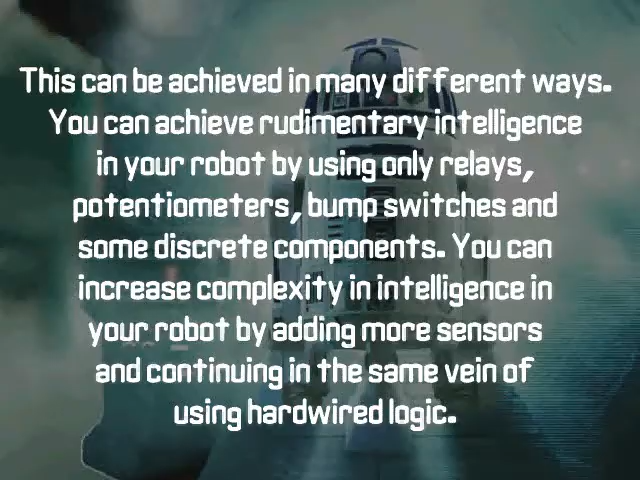 This can be achieved in many different ways.
You can achieve rudimentary intelligence
in your robot by using only relays,
potentiometers, bump switches and
some discrete components. You can
increase complexity in intelligence in
your robot by adding more sensors
and continuing in the same vein of
using hardwired logic.